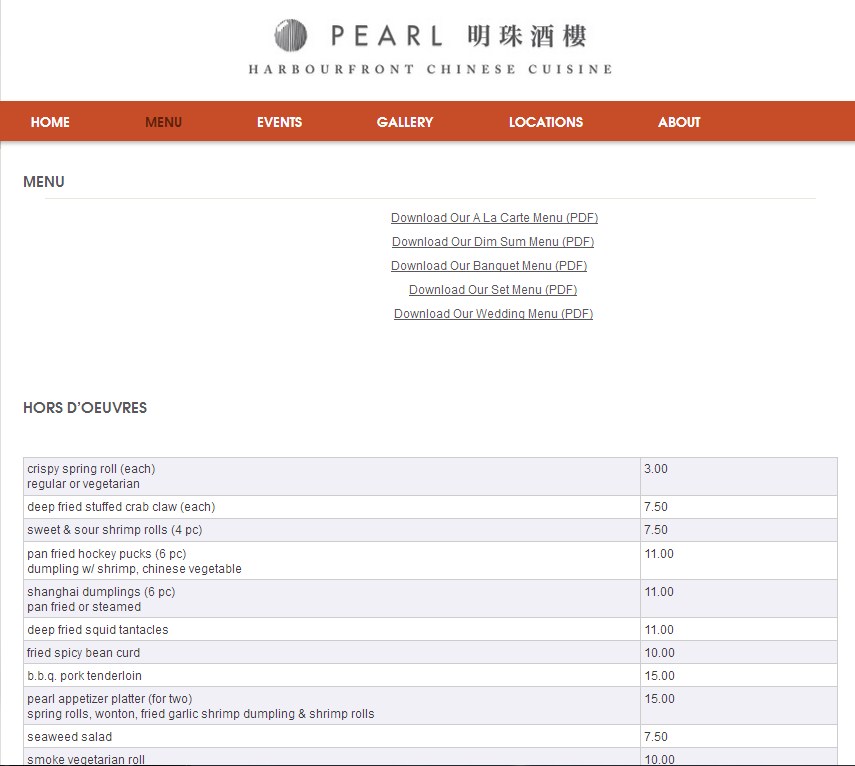 PEARL 明珠酒樓
HARBOURFRONT CHINESE CUISINE
HOME MENU EVENTS GALLERY LOCATIONS ABOUT
MENU
Download Our A La Carte Menu (PDF)
Download Our Dim Sum Menu (PDF)
Download Our Banquet Menu (PDF)
Download Our Set Menu (PDF)
Download Our Wedding Menu (PDF)
HORS D'OEUVRES
crispy spring roll (each) 3.00
regular or vegetarian
deep fried stuffed crab claw (each) 7.50
sweet & sour shrimp rolls (4 pc) 7.50
pan fried hockey pucks (6 pc) 11.00
dumpling w/ shrimp, chinese vegetable
shanghai dumplings (6 pc) 11.00
pan fried or steamed
deep fried squid tantacles 11.00
fried spicy bean curd 10.00
b.b.q. pork tenderloin 15.00
pearl appetizer platter (for two) 15.00
spring rolls, wonton, fried garlic shrimp dumpling & shrimp rolls
seaweed salad 7.50
smoke vegetarian roll 10.00